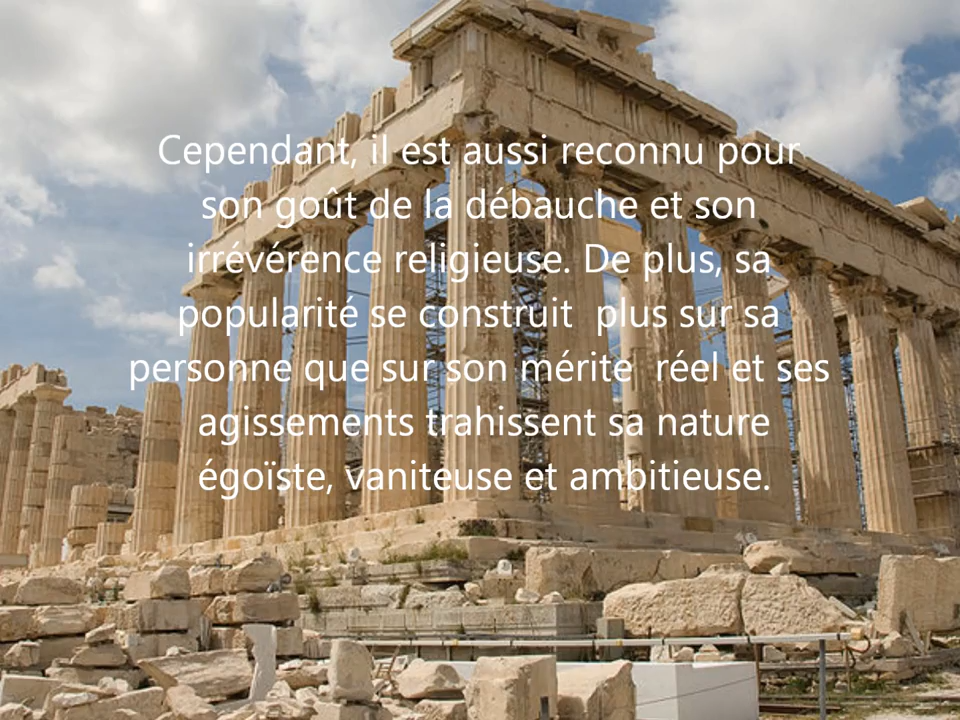 Cependant, il est aussi reconnu pour
son goût de la débauche et son
irrévérence religieuse. De plus, sa
popularité se construit  plus sur sa
personne que sur son mérite  réel et ses
agissements trahissent sa nature
égoïste, vaniteuse et ambitieuse.